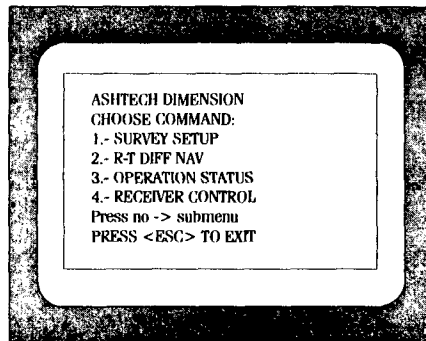 ASHTECH DIMENSION
CHOOSE COMMAND:
1.- SURVEY SETUP
2.- R-T DIFF NAV
3.- OPERATION STATUS
4.- RECEIVER CONTROL
Press no -> submenu
PRESS <ESC> TO EXIT